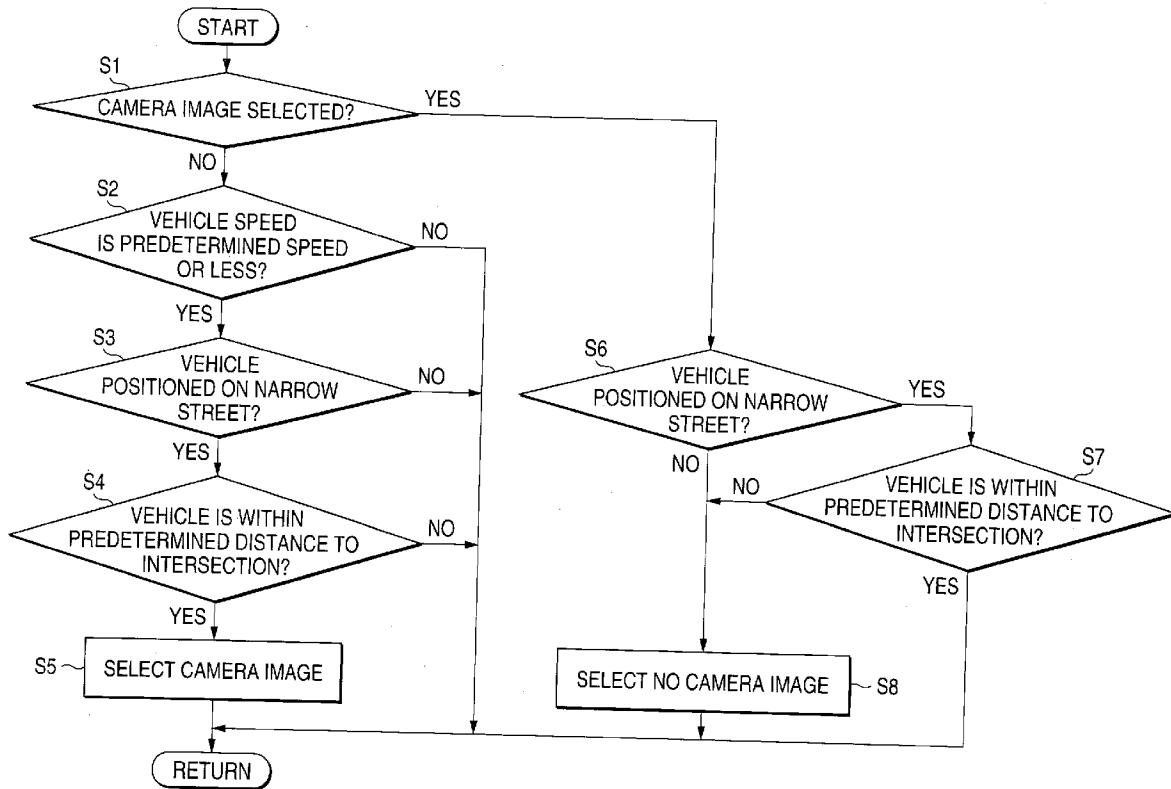 START
S1
CAMERA IMAGE SELECTED?
YES
NO
S2
VEHICLE SPEED
IS PREDETERMINED SPEED
OR LESS?
NO
YES
S3
VEHICLE
POSITIONED ON NARROW
STREET?
NO
YES
S4
VEHICLE IS WITHIN
PREDETERMINED DISTANCE TO
INTERSECTION?
NO
YES
S5
SELECT CAMERA IMAGE
RETURN
S6
VEHICLE
POSITIONED ON NARROW
STREET?
YES
NO
S7
VEHICLE IS WITHIN
PREDETERMINED DISTANCE TO
INTERSECTION?
NO
YES
SELECT NO CAMERA IMAGE
S8